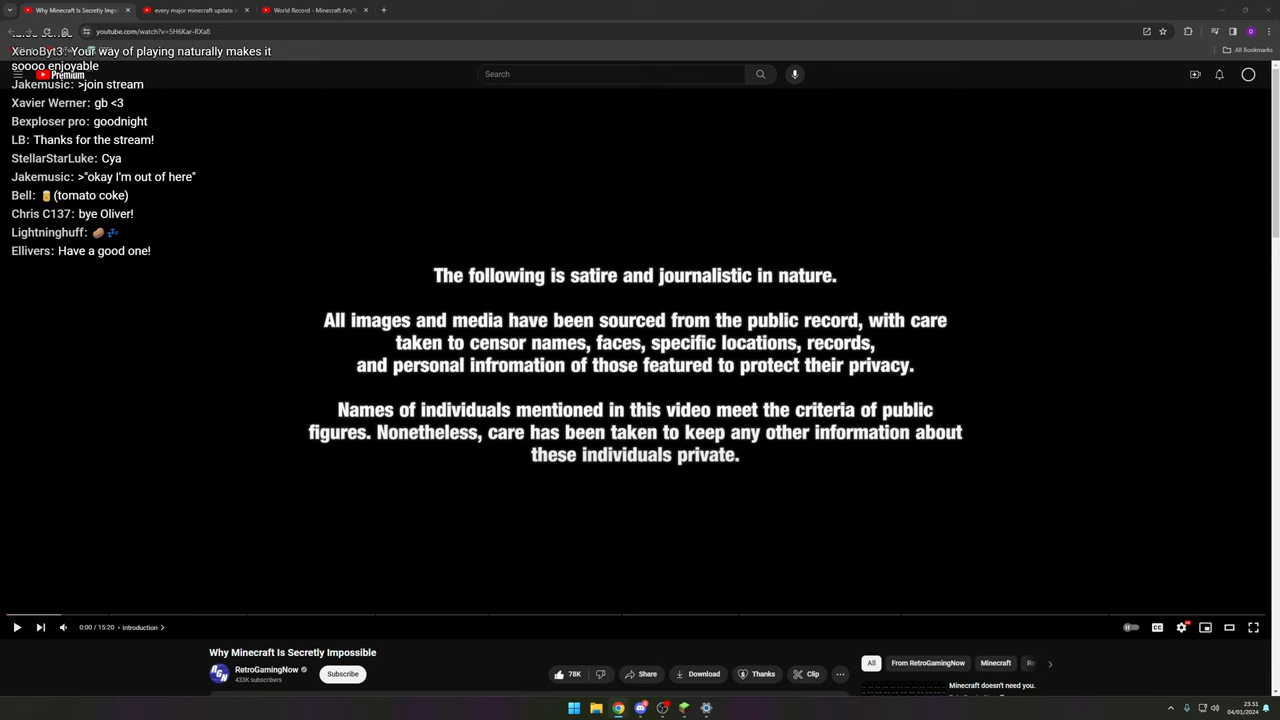 Why Minecraft Is Secretly Impossi
every major minecraft update
World Record - Minecraft Any%
youtube.com/watch?v=SH6Kar-RXa8
All Bookmarks
XenoByt3: Your way of playing naturally makes it
soooo enjoyable
Premium
Search
Jakemusic: >join stream
Xavier Werner: gb <3
Bexploser pro: goodnight
LB: Thanks for the stream!
StellarStarLuke: Cya
Jakemusic: >"okay I'm out of here"
Bell: 🥫(tomato coke)
Chris C137: bye Oliver!
Lightninghuff: 🥔💤
Ellivers: Have a good one!
The following is satire and journalistic in nature.
All images and media have been sourced from the public record, with care
taken to censor names, faces, specific locations, records,
and personal infromation of those featured to protect their privacy.
Names of individuals mentioned in this video meet the criteria of public
figures. Nonetheless, care has been taken to keep any other information about
these individuals private.
0:00 / 15:20 • Introduction
CC
Why Minecraft Is Secretly Impossible
RetroGamingNow
433K subscribers
Subscribe
78K
Share
Download
Thanks
Clip
All
From RetroGamingNow
Minecraft
Minecraft doesn't need you.
23.51
04/01/2024